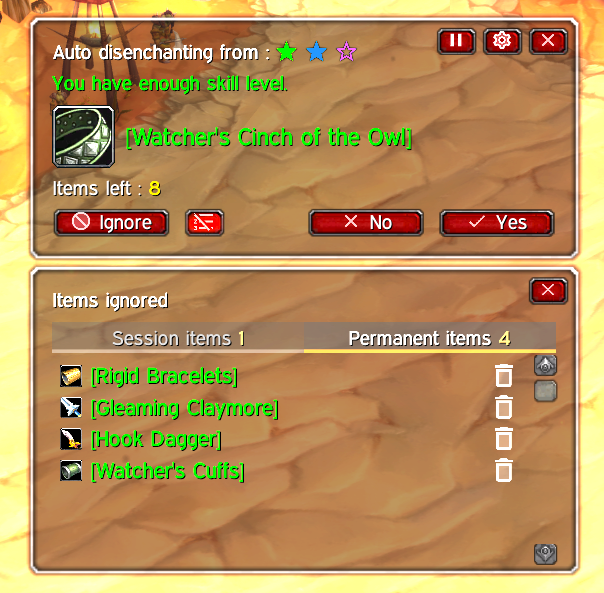 Auto disenchanting from :
You have enough skill level.
[Watcher's Cinch of the Owl]
Items left : 8
Ignore
No
Yes
Items ignored
Session items 1
Permanent items 4
[Rigid Bracelets]
[Gleaming Claymore]
[Hook Dagger]
[Watcher's Cuffs]